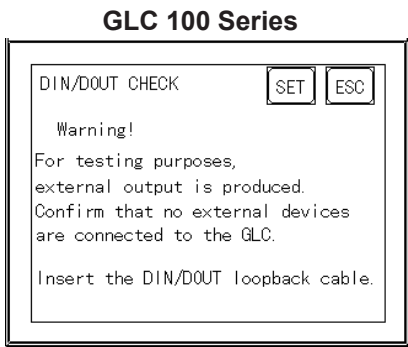 GLC 100 Series
DIN/DOUT CHECK SET ESC
Warning!
For testing purposes,
external output is produced.
Confirm that no external devices
are connected to the GLC.
Insert the DIN/DOUT loopback cable.